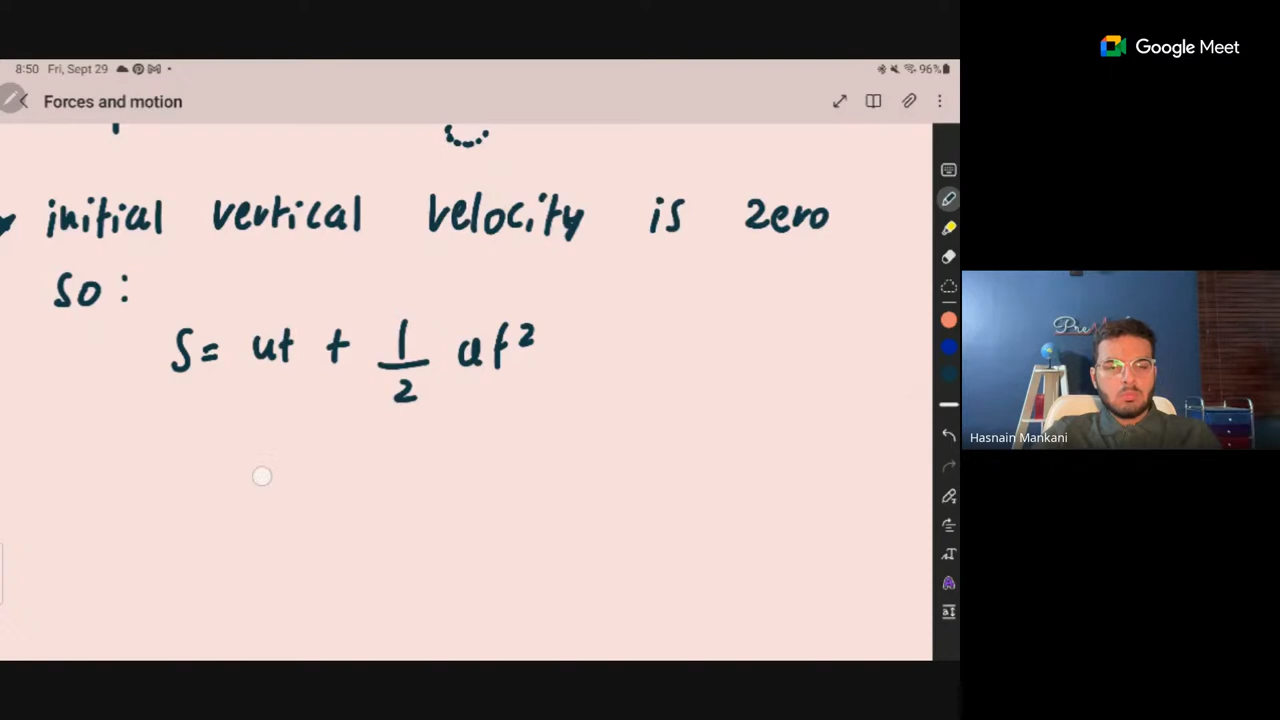 Google Meet
8:50 Fri, Sept 29
96%
Forces and motion
initial vertical velocity is zero
so:
S = ut + 1/2 at²
Hasnain Mankani